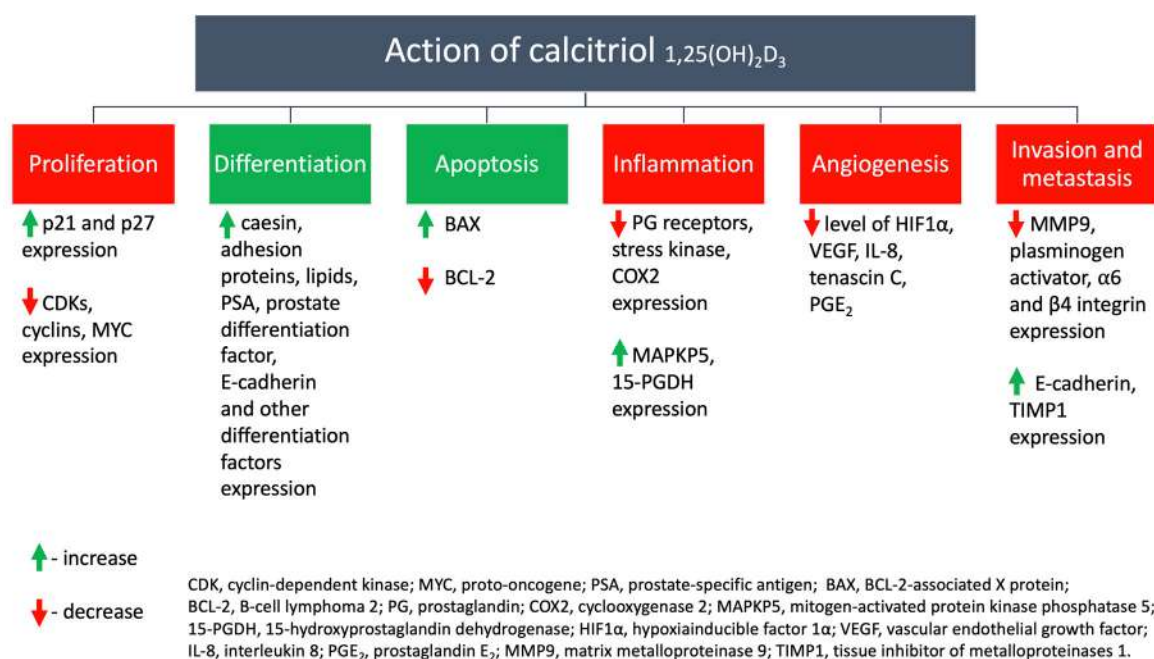 Action of calcitriol 1,25(OH)₂D₃
Proliferation
p21 and p27
expression
CDKs,
cyclins, MYC
expression
Differentiation
caesin,
adhesion
proteins, lipids,
PSA, prostate
differentiation
factor,
E-cadherin
and other
differentiation
factors
expression
Apoptosis
BAX
BCL-2
Inflammation
PG receptors,
stress kinase,
COX2
expression
MAPKP5,
15-PGDH
expression
Angiogenesis
level of HIF1α,
VEGF, IL-8,
tenascin C,
PGE₂
Invasion and
metastasis
MMP9,
plasminogen
activator, α6
and β4 integrin
expression
E-cadherin,
TIMP1
expression
- increase
- decrease
CDK, cyclin-dependent kinase; MYC, proto-oncogene; PSA, prostate-specific antigen; BAX, BCL-2-associated X protein;
BCL-2, B-cell lymphoma 2; PG, prostaglandin; COX2, cyclooxygenase 2; MAPKP5, mitogen-activated protein kinase phosphatase 5;
15-PGDH, 15-hydroxyprostaglandin dehydrogenase; HIF1α, hypoxiainducible factor 1α; VEGF, vascular endothelial growth factor;
IL-8, interleukin 8; PGE₂, prostaglandin E₂; MMP9, matrix metalloproteinase 9; TIMP1, tissue inhibitor of metalloproteinases 1.